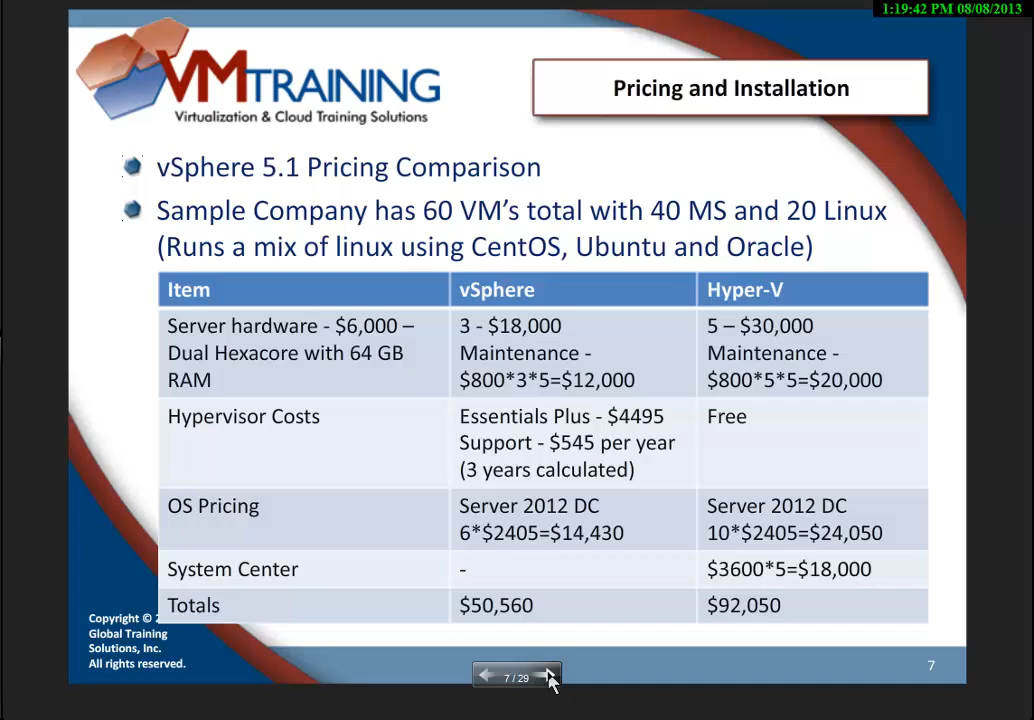 1:19:42 PM 08/08/2013
VMTRAINING
Virtualization & Cloud Training Solutions
Pricing and Installation
vSphere 5.1 Pricing Comparison
Sample Company has 60 VM's total with 40 MS and 20 Linux
(Runs a mix of linux using CentOS, Ubuntu and Oracle)
Item vSphere Hyper-V
Server hardware - $6,000 –
Dual Hexacore with 64 GB
RAM
3 - $18,000
Maintenance -
$800*3*5=$12,000
5 – $30,000
Maintenance -
$800*5*5=$20,000
Hypervisor Costs
Essentials Plus - $4495
Support - $545 per year
(3 years calculated)
Free
OS Pricing
Server 2012 DC
6*$2405=$14,430
Server 2012 DC
10*$2405=$24,050
System Center - $3600*5=$18,000
Totals $50,560 $92,050
Copyright ©
Global Training
Solutions, Inc.
All rights reserved.
7 / 29
7